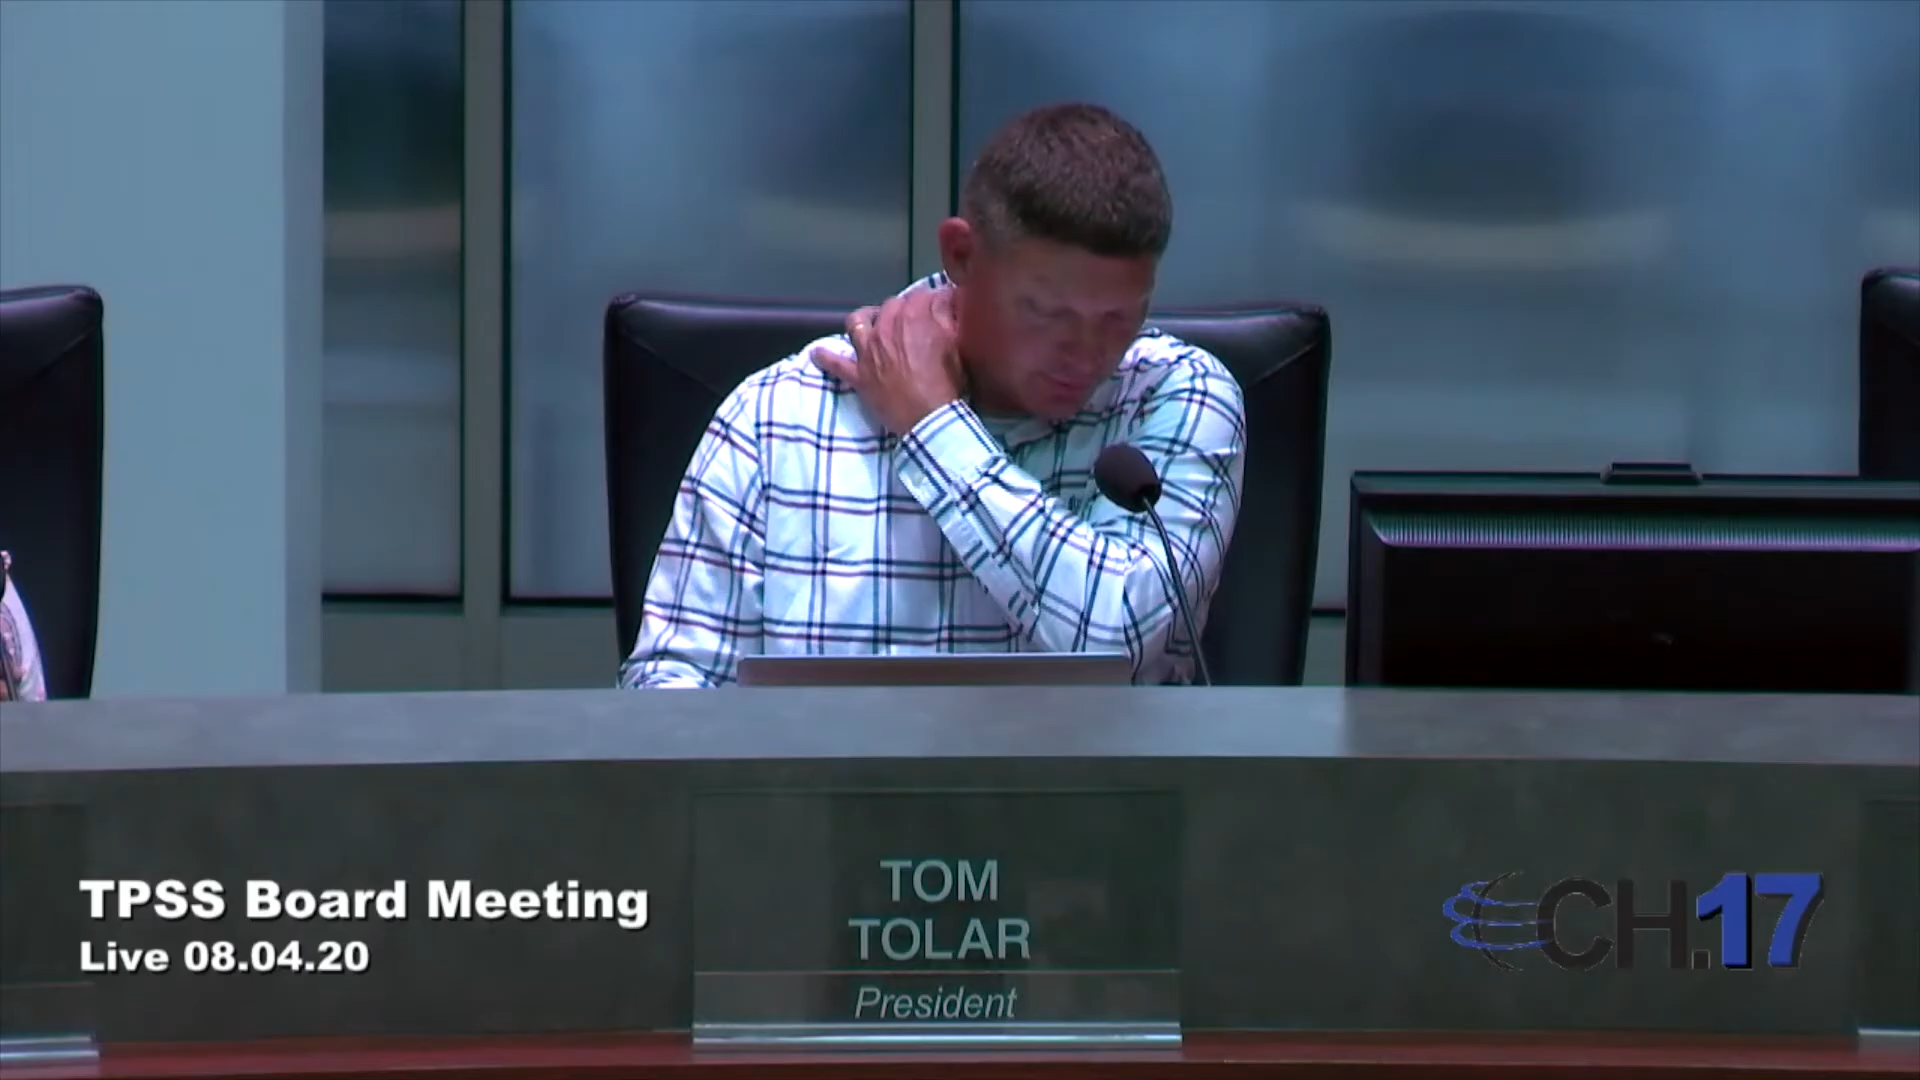 TOM
TOLAR
President
TPSS Board Meeting
Live 08.04.20
CH.17